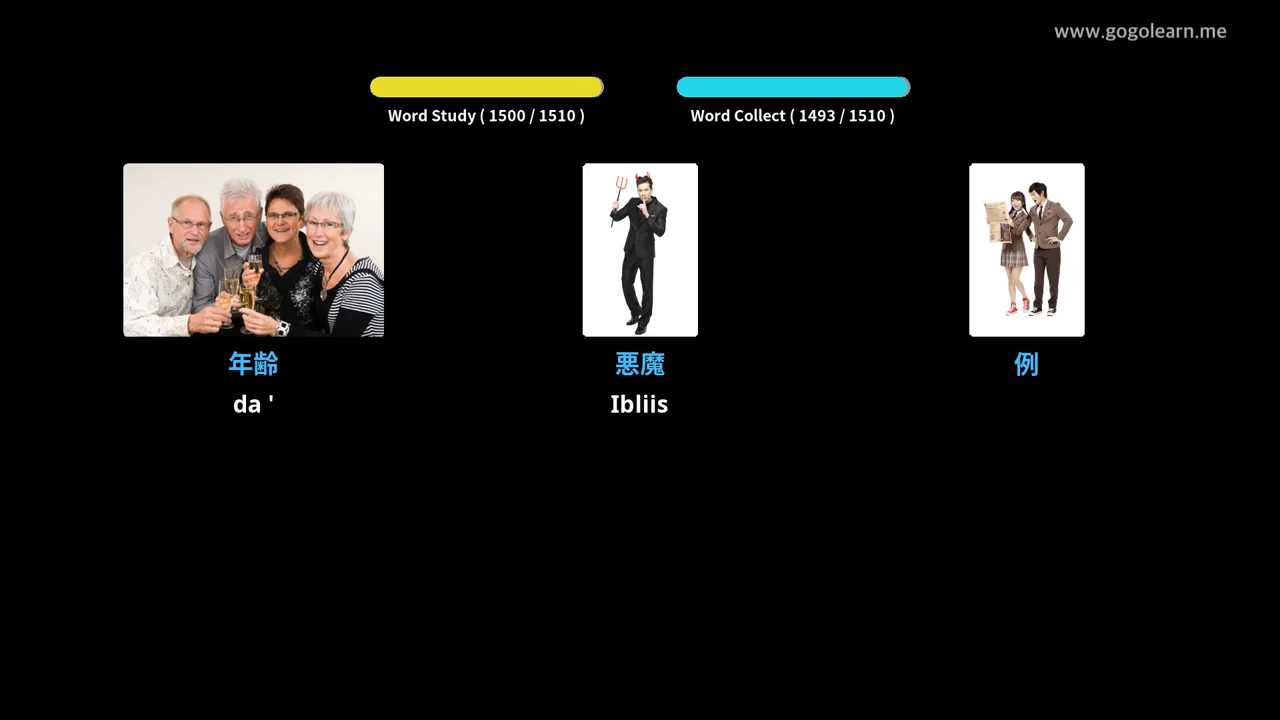 www.gogolearn.me
Word Study ( 1500 / 1510 )
Word Collect ( 1493 / 1510 )
年齢
悪魔
例
da '
Ibliis